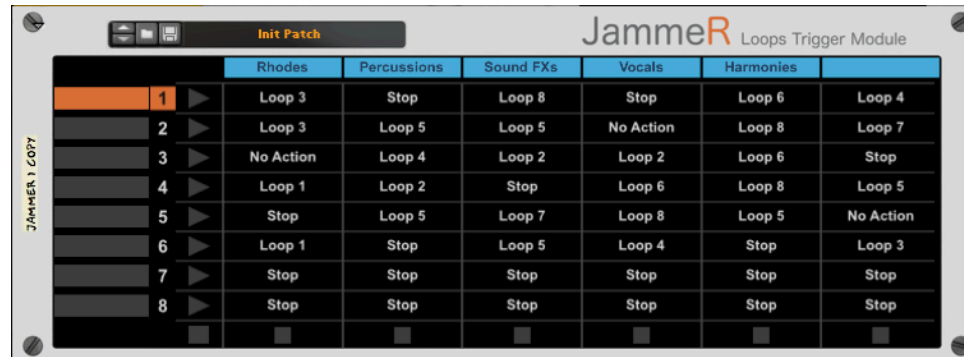 Init Patch
JammeR Loops Trigger Module
Rhodes Percussions Sound FXs Vocals Harmonies
1 Loop 3 Stop Loop 8 Stop Loop 6 Loop 4
2 Loop 3 Loop 5 Loop 5 No Action Loop 8 Loop 7
3 No Action Loop 4 Loop 2 Loop 2 Loop 6 Stop
4 Loop 1 Loop 2 Stop Loop 6 Loop 8 Loop 5
5 Stop Loop 5 Loop 7 Loop 8 Loop 5 No Action
6 Loop 1 Stop Loop 5 Loop 4 Stop Loop 3
7 Stop Stop Stop Stop Stop Stop
8 Stop Stop Stop Stop Stop Stop
JAMMER 1 COPY